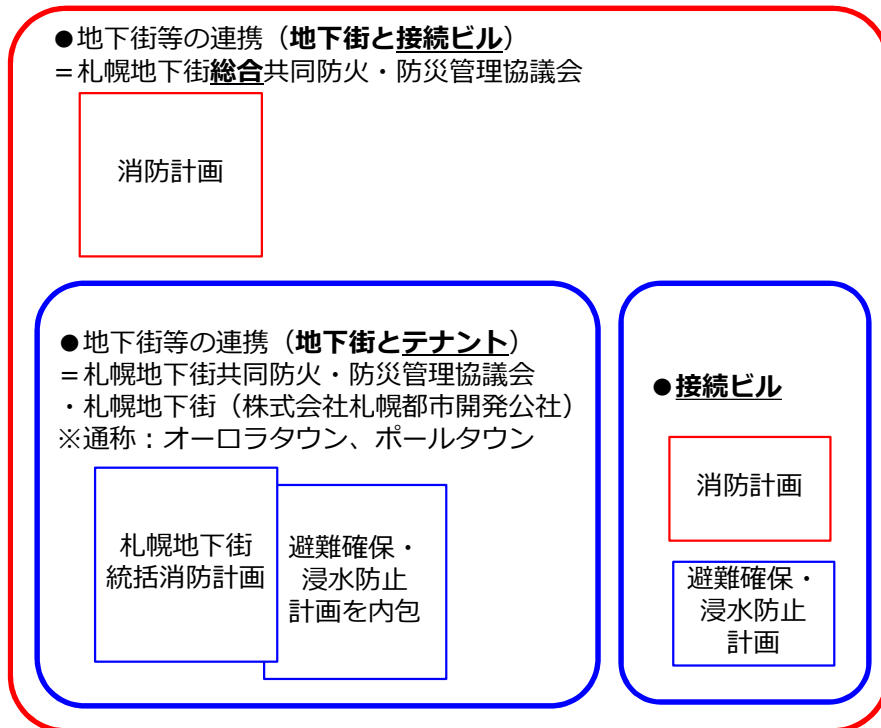 ●地下街等の連携（地下街と接続ビル）
＝札幌地下街総合共同防火・防災管理協議会
消防計画
●地下街等の連携（地下街とテナント）
＝札幌地下街共同防火・防災管理協議会
・札幌地下街（株式会社札幌都市開発公社）
※通称：オーロラタウン、ポールタウン
札幌地下街
統括消防計画
避難確保・
浸水防止
計画を内包
●接続ビル
消防計画
避難確保・
浸水防止
計画